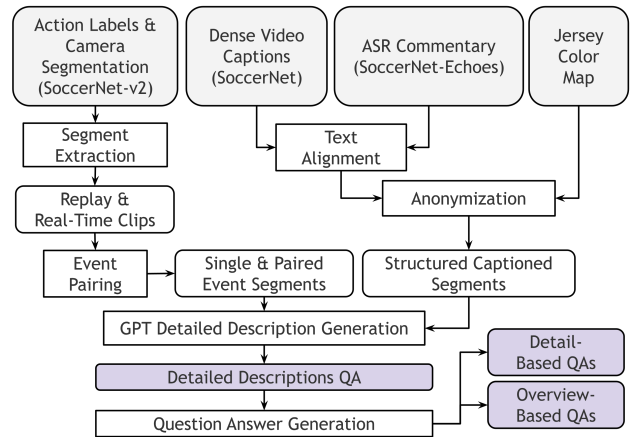 Action Labels &
Camera
Segmentation
(SoccerNet-v2)
Dense Video
Captions
(SoccerNet)
ASR Commentary
(SoccerNet-Echoes)
Jersey
Color
Map
Segment
Extraction
Text
Alignment
Replay &
Real-Time Clips
Anonymization
Event
Pairing
Single & Paired
Event Segments
Structured Captioned
Segments
GPT Detailed Description Generation
Detailed Descriptions QA
Detail-
Based QAs
Overview-
Based QAs
Question Answer Generation